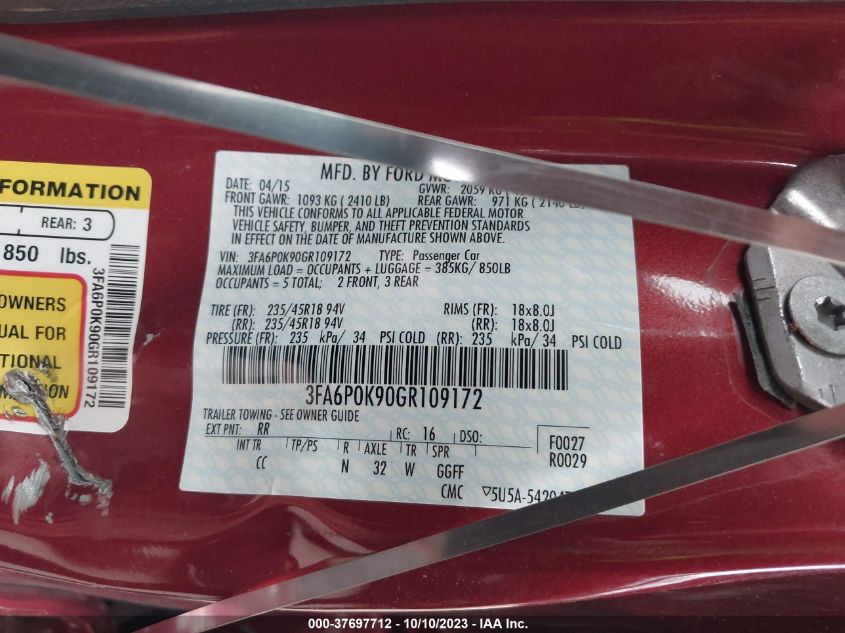 FORMATION
REAR: 3
850 lbs.
OWNERS
UAL FOR
TIONAL
3FA6P0K90GR109172
MFD. BY FORD
DATE: 04/15 GVWR: 2059 KG
FRONT GAWR: 1093 KG ( 2410 LB) REAR GAWR: 971 KG ( 2140 LB)
THIS VEHICLE CONFORMS TO ALL APPLICABLE FEDERAL MOTOR
VEHICLE SAFETY, BUMPER, AND THEFT PREVENTION STANDARDS
IN EFFECT ON THE DATE OF MANUFACTURE SHOWN ABOVE.
VIN: 3FA6P0K90GR109172 TYPE: Passenger Car
MAXIMUM LOAD = OCCUPANTS + LUGGAGE = 385KG/ 850LB
OCCUPANTS = 5 TOTAL; 2 FRONT, 3 REAR
TIRE (FR): 235/45R18 94V RIMS (FR): 18x8.0J
(RR): 235/45R18 94V (RR): 18x8.0J
PRESSURE (FR): 235 kPa/ 34 PSI COLD (RR): 235 kPa/ 34 PSI COLD
3FA6P0K90GR109172
TRAILER TOWING - SEE OWNER GUIDE
EXT PNT: RR RC: 16 DSO: F0027
INT TR TP/PS R AXLE TR SPR R0029
CC N 32 W GGFF
CMC ▽5U5A-54204
000-37697712 - 10/10/2023 - IAA Inc.